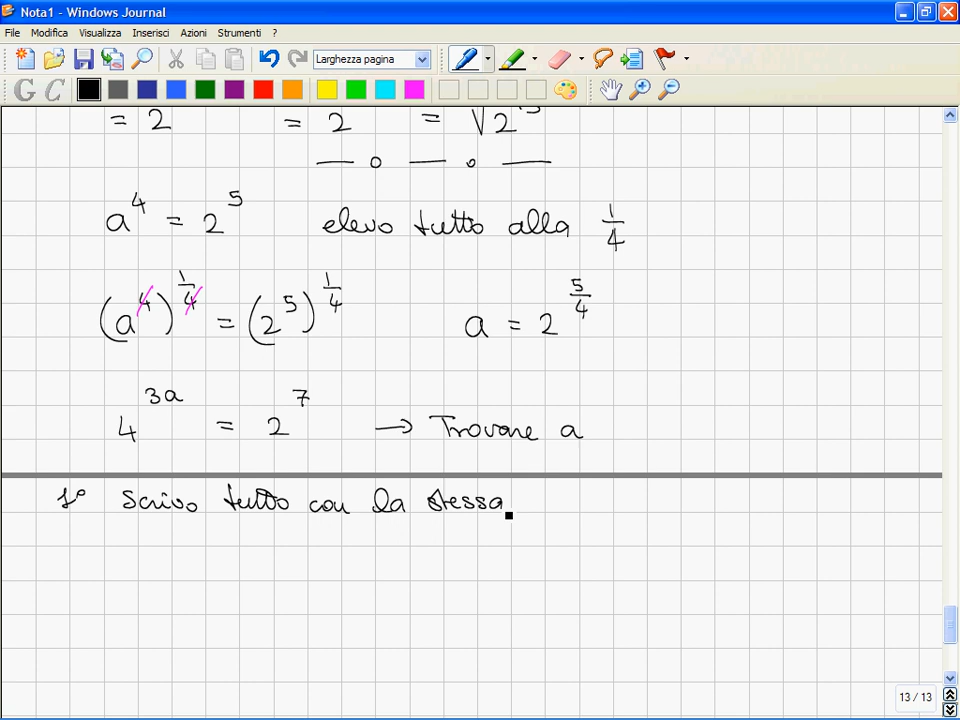 Nota1 - Windows Journal
File Modifica Visualizza Inserisci Azioni Strumenti ?
Larghezza pagina
G C
= 2 = 2 = √2
— o — o —
a^4 = 2^5 elevo tutto alla 1/4
(a^4)^1/4 = (2^5)^1/4 a = 2^5/4
4^3a = 2^7 → Trovare a
1° Scrivo tutto con la stessa
13 / 13